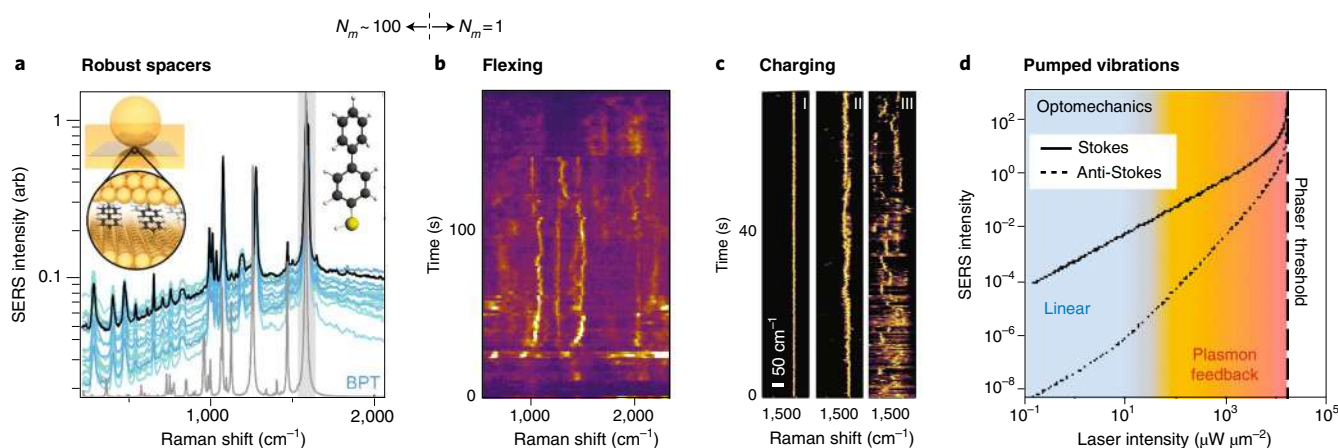 Nm ~ 100 Nm = 1
a Robust spacers
1
0.1
SERS intensity (arb)
BPT
1,000
2,000
Raman shift (cm⁻¹)
b Flexing
100
0
Time (s)
1,000
2,000
Raman shift (cm⁻¹)
c Charging
I
II
III
40
0
Time (s)
50 cm⁻¹
1,500
1,500
1,500
Raman shift (cm⁻¹)
d Pumped vibrations
Optomechanics
Stokes
Anti-Stokes
Linear
Plasmon
feedback
Phaser threshold
10²
10⁰
10⁻²
10⁻⁴
10⁻⁶
10⁻⁸
SERS intensity
10⁻¹
10¹
10³
10⁵
Laser intensity (μW μm⁻²)